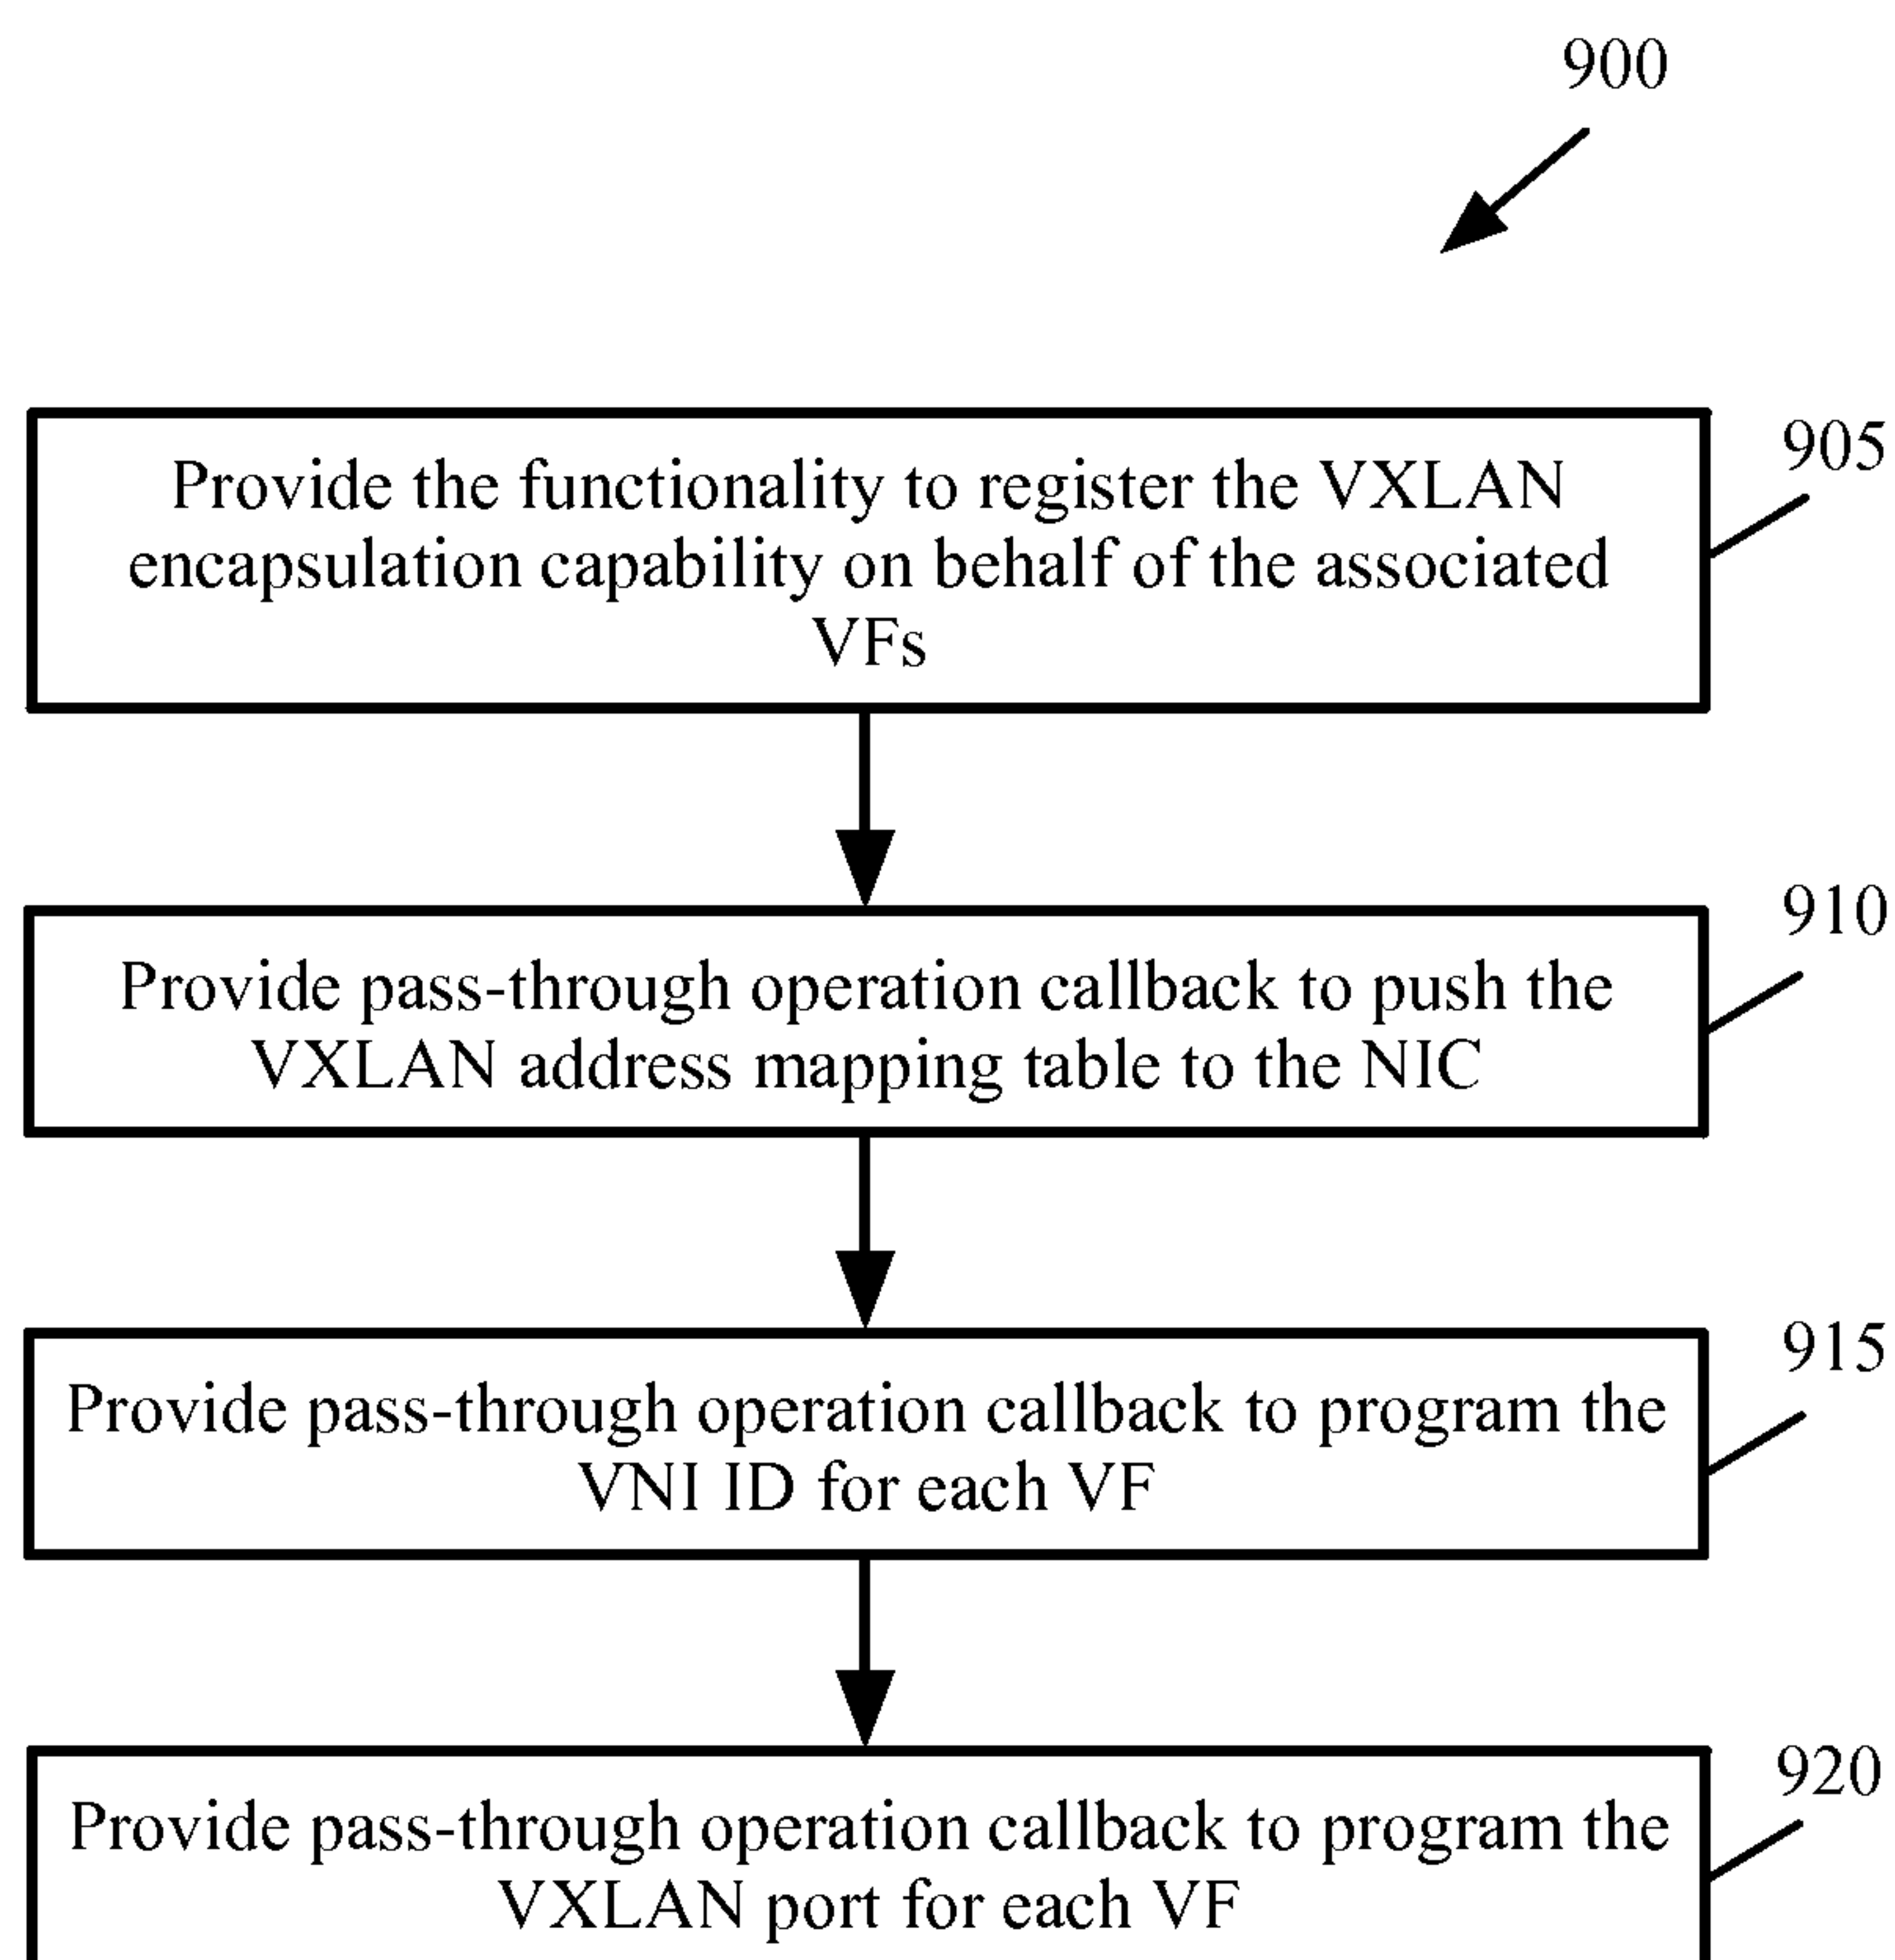 900
905
Provide the functionality to register the VXLAN
encapsulation capability on behalf of the associated
VFs
910
Provide pass-through operation callback to push the
VXLAN address mapping table to the NIC
915
Provide pass-through operation callback to program the
VNI ID for each VF
920
Provide pass-through operation callback to program the
VXLAN port for each VF